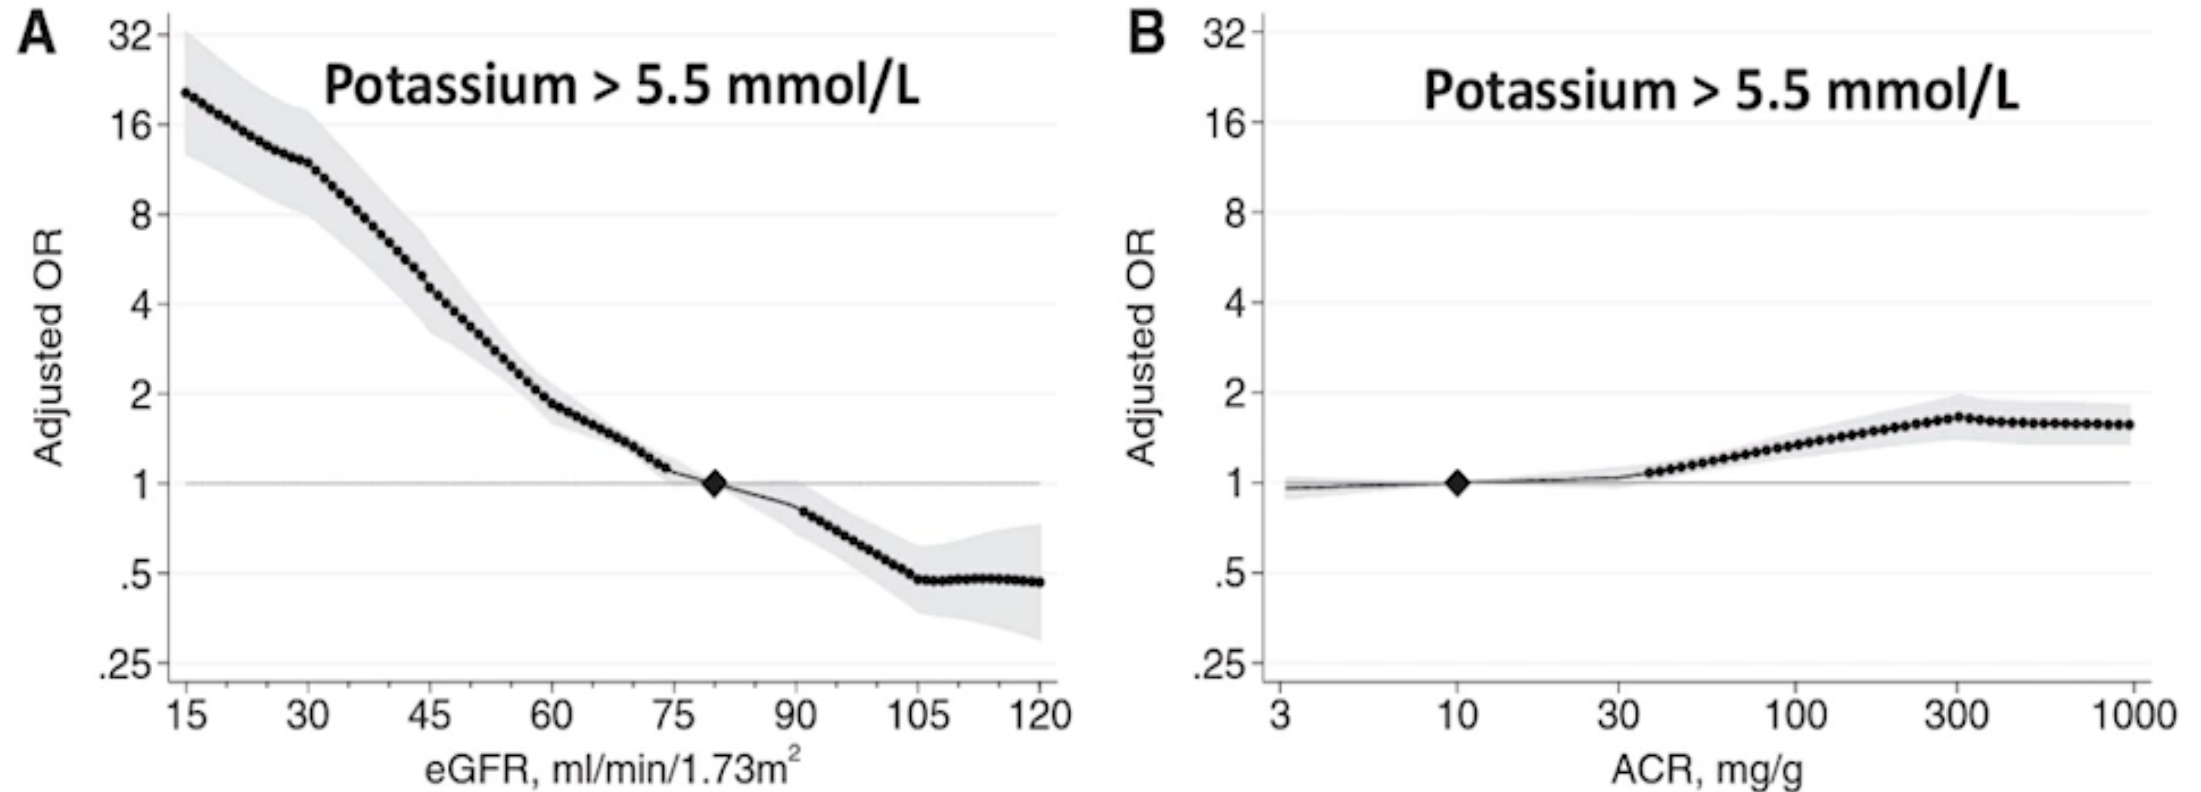 A
Potassium > 5.5 mmol/L
Adjusted OR
32
16
8
4
2
1
.5
.25
15 30 45 60 75 90 105 120
eGFR, ml/min/1.73m²
B
Potassium > 5.5 mmol/L
Adjusted OR
32
16
8
4
2
1
.5
.25
3 10 30 100 300 1000
ACR, mg/g